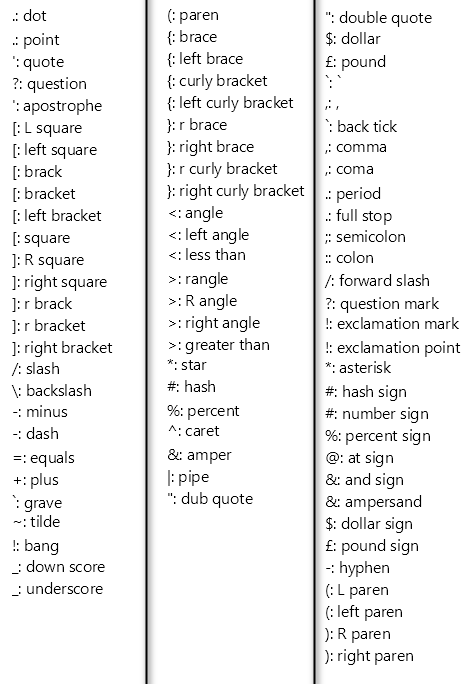 .: dot
.: point
': quote
?: question
': apostrophe
[: L square
[: left square
[: brack
[: bracket
[: left bracket
[: square
]: R square
]: right square
]: r brack
]: r bracket
]: right bracket
/: slash
\: backslash
-: minus
-: dash
=: equals
+: plus
`: grave
~: tilde
!: bang
_: down score
_: underscore
(: paren
{: brace
{: left brace
{: curly bracket
{: left curly bracket
}: r brace
}: right brace
}: r curly bracket
}: right curly bracket
<: angle
<: left angle
<: less than
>: rangle
>: R angle
>: right angle
>: greater than
*: star
#: hash
%: percent
^: caret
&: amper
|: pipe
": dub quote
": double quote
$: dollar
£: pound
`: `
,: ,
`: back tick
,: comma
,: coma
.: period
.: full stop
;: semicolon
:: colon
/: forward slash
?: question mark
!: exclamation mark
!: exclamation point
*: asterisk
#: hash sign
#: number sign
%: percent sign
@: at sign
&: and sign
&: ampersand
$: dollar sign
£: pound sign
-: hyphen
(: L paren
(: left paren
): R paren
): right paren